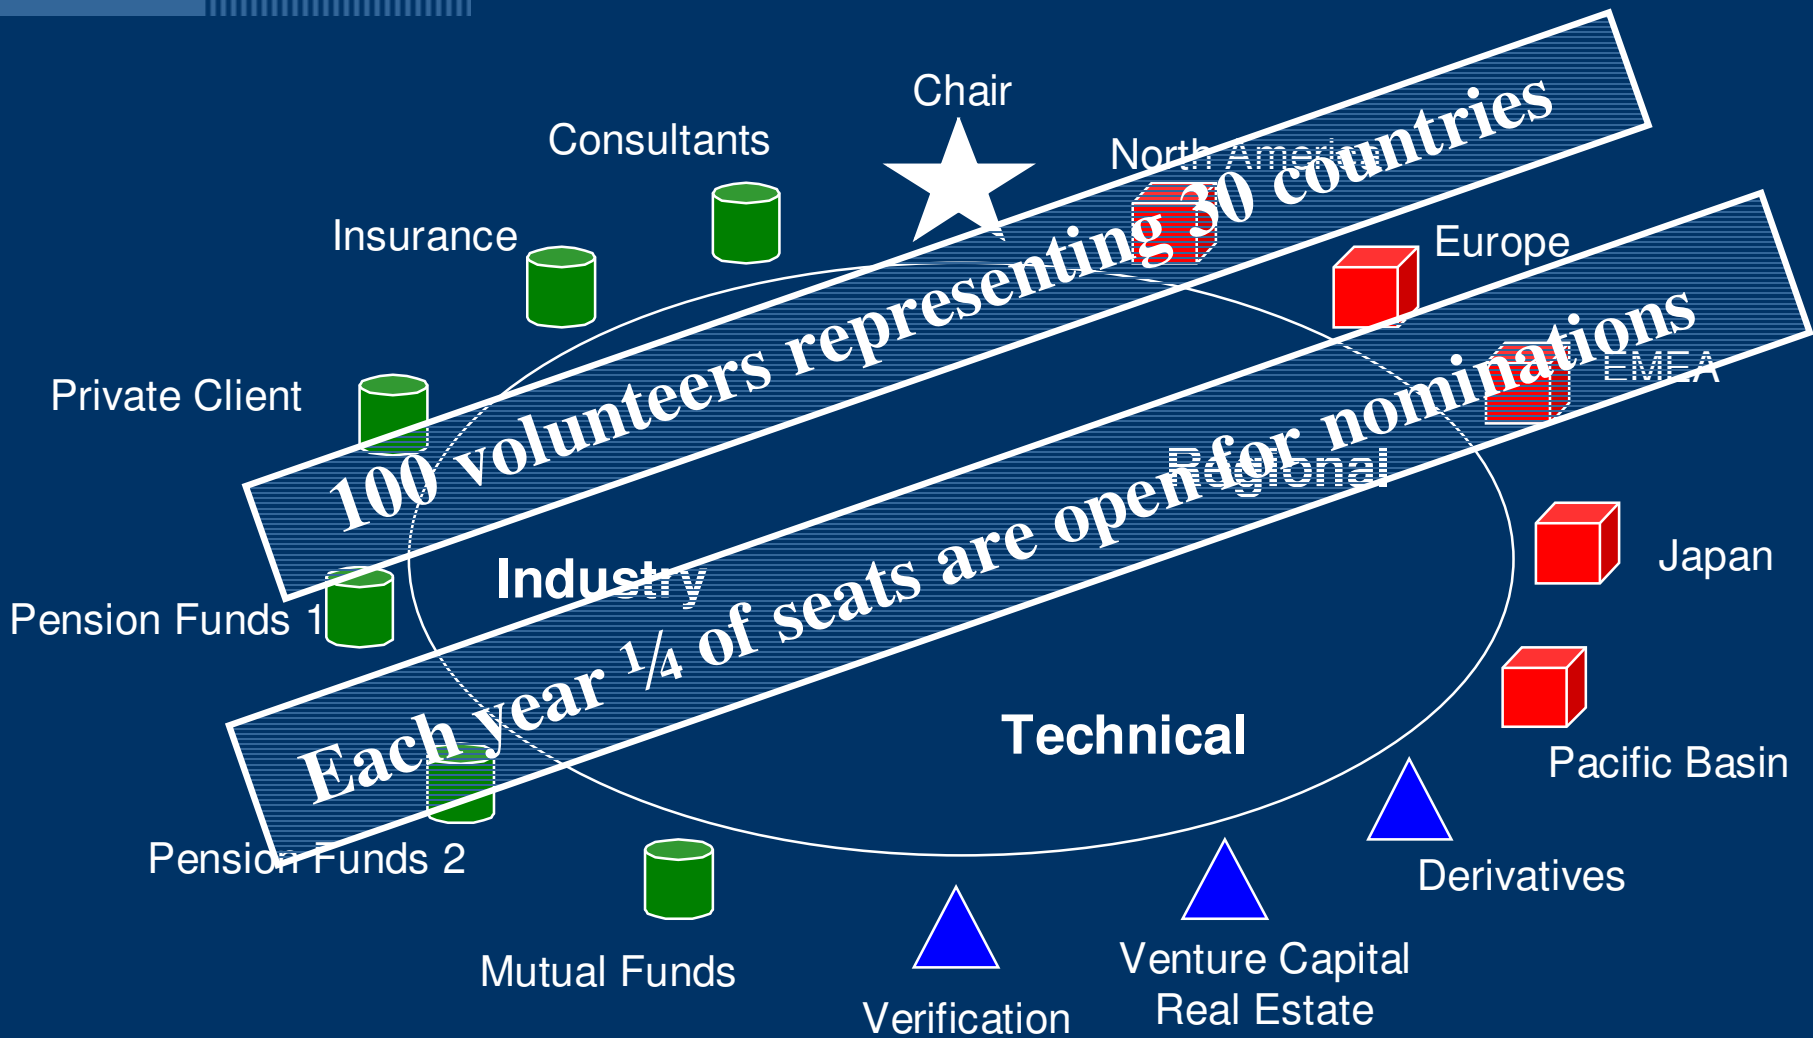 Chair
Consultants
North America
Insurance
Europe
Private Client
EMEA
100 volunteers representing 30 countries
Regional
Industry
Japan
Pension Funds 1
Each year ¼ of seats are open for nominations
Technical
Pacific Basin
Pension Funds 2
Derivatives
Mutual Funds
Venture Capital
Real Estate
Verification